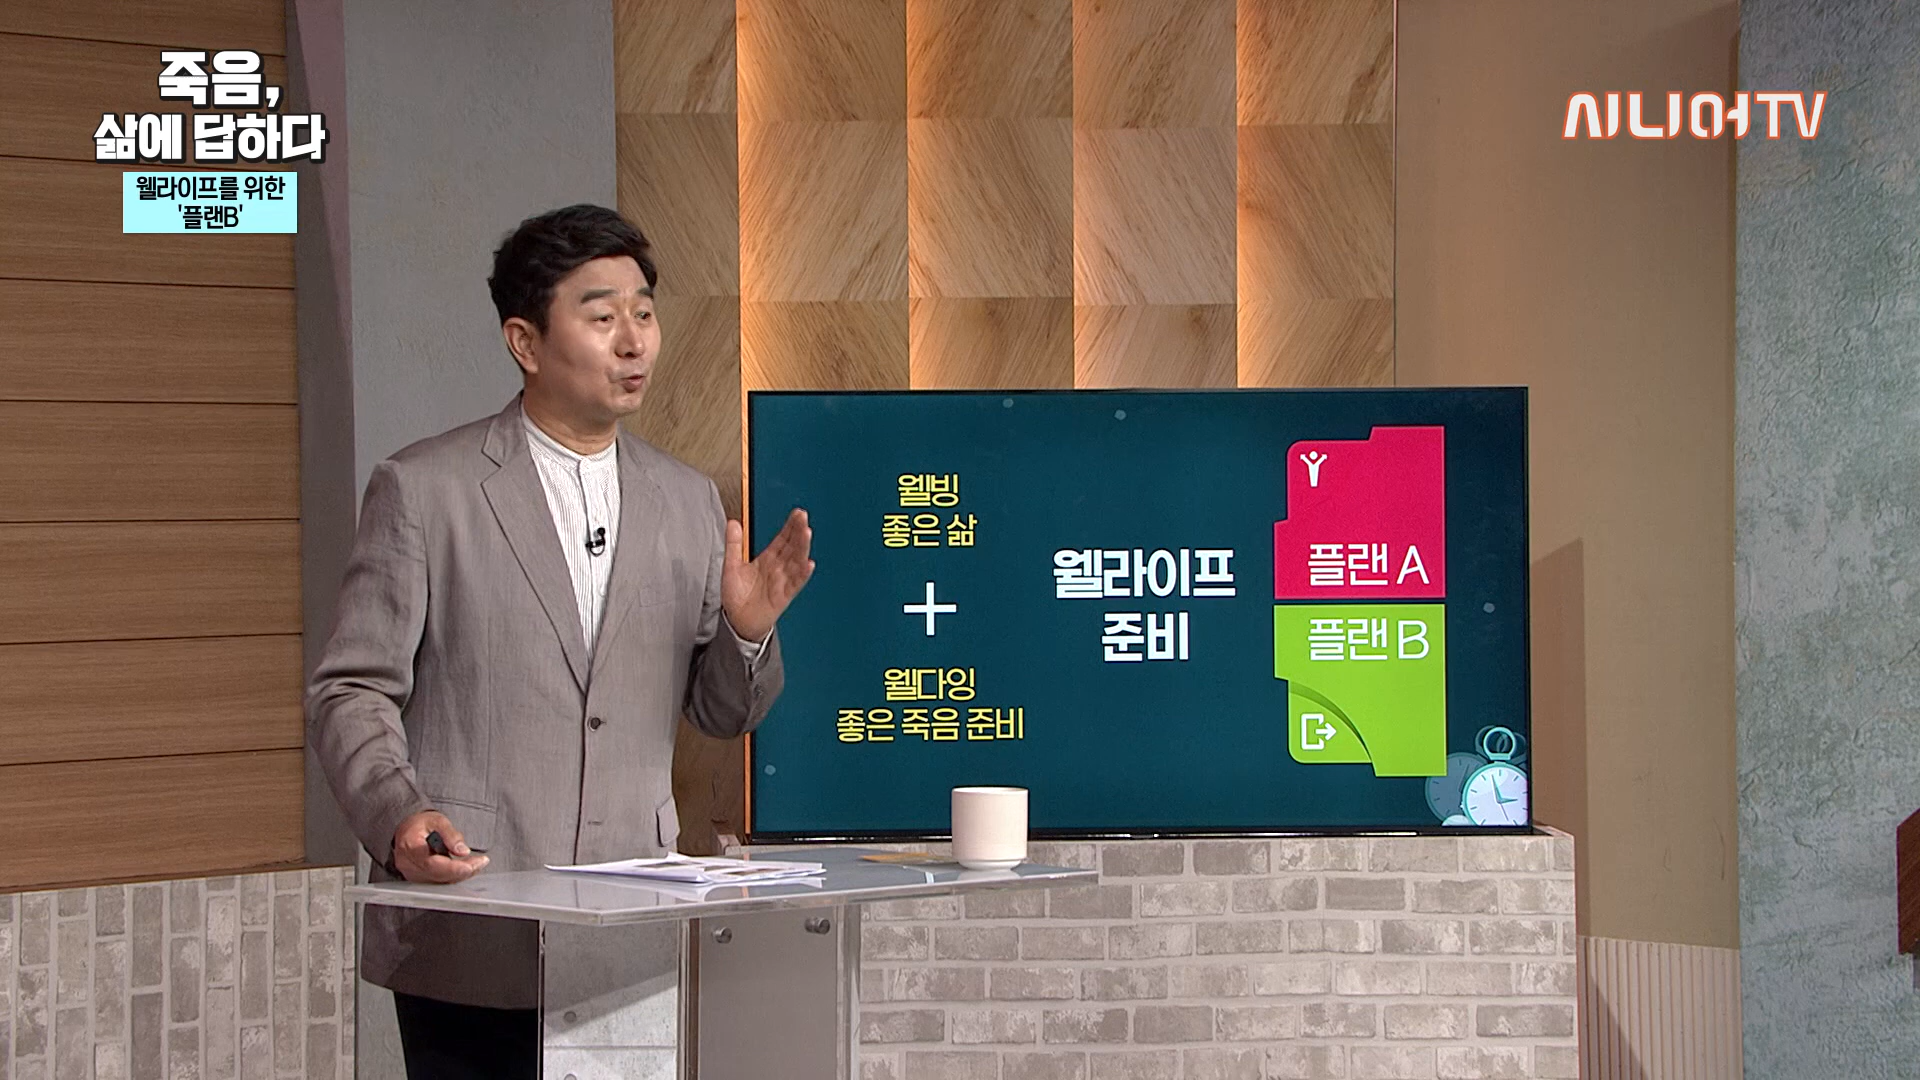 죽음,
삶에 답하다
웰라이프를 위한
'플랜B'
시니어TV
웰빙
좋은 삶
+
웰다잉
좋은 죽음 준비
웰라이프
준비
플랜 A
플랜 B